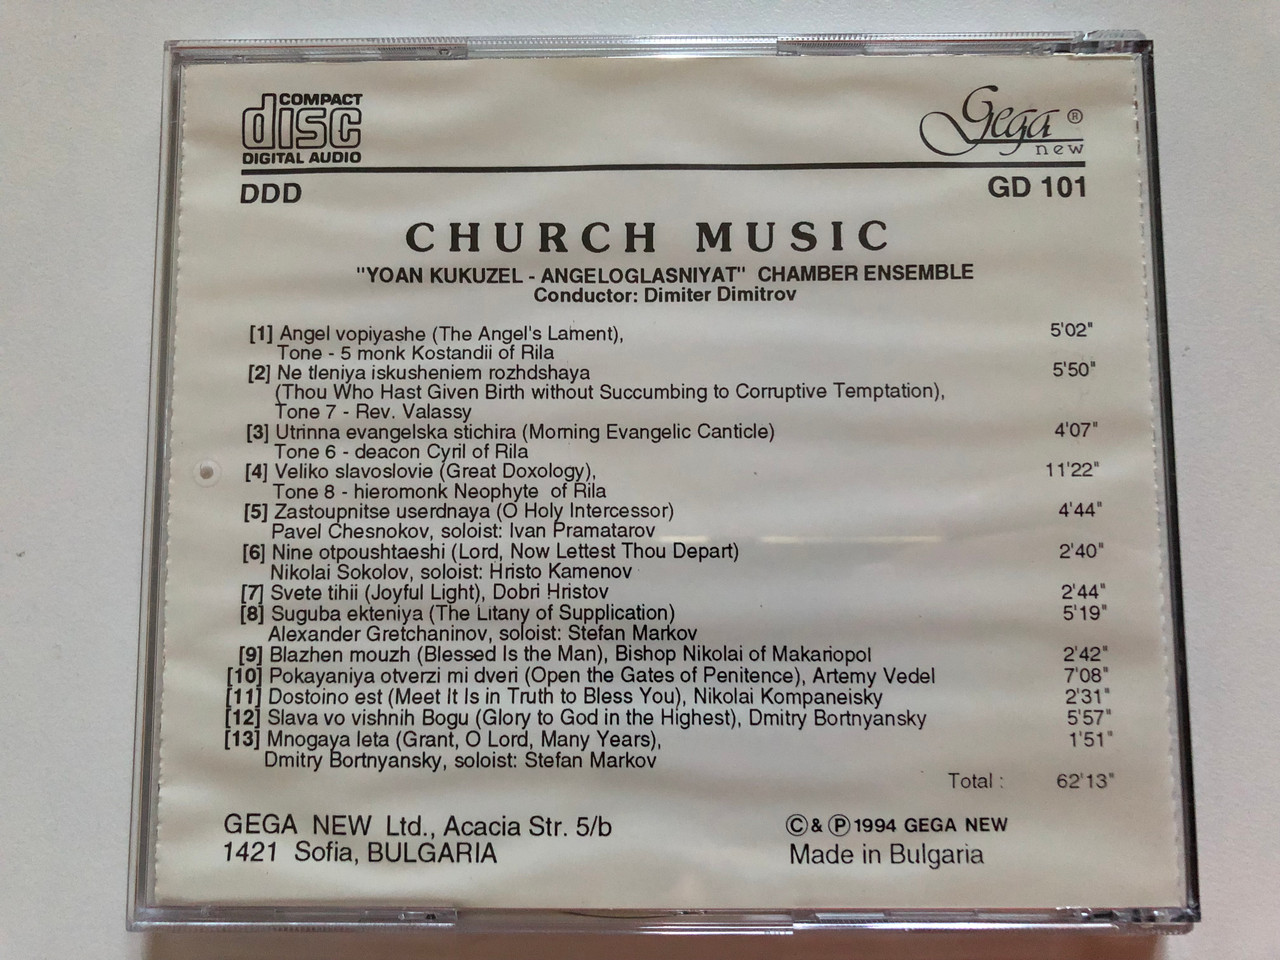 COMPACT
disc
DIGITAL AUDIO
Gega ®
new
DDD
GD 101
CHURCH MUSIC
"YOAN KUKUZEL - ANGELOGLASNIYAT" CHAMBER ENSEMBLE
Conductor: Dimiter Dimitrov
[1] Angel vopiyashe (The Angel's Lament), 5'02"
Tone - 5 monk Kostandii of Rila
[2] Ne tleniya iskusheniem rozhdshaya 5'50"
(Thou Who Hast Given Birth without Succumbing to Corruptive Temptation),
Tone 7 - Rev. Valassy
[3] Utrinna evangelska stichira (Morning Evangelic Canticle) 4'07"
Tone 6 - deacon Cyril of Rila
[4] Veliko slavoslovie (Great Doxology), 11'22"
Tone 8 - hieromonk Neophyte of Rila
[5] Zastoupnitse userdnaya (O Holy Intercessor) 4'44"
Pavel Chesnokov, soloist: Ivan Pramatarov
[6] Nine otpoushtaeshi (Lord, Now Lettest Thou Depart) 2'40"
Nikolai Sokolov, soloist: Hristo Kamenov
[7] Svete tihii (Joyful Light), Dobri Hristov 2'44"
[8] Suguba ekteniya (The Litany of Supplication) 5'19"
Alexander Gretchaninov, soloist: Stefan Markov
[9] Blazhen mouzh (Blessed Is the Man), Bishop Nikolai of Makariopol 2'42"
[10] Pokayaniya otverzi mi dveri (Open the Gates of Penitence), Artemy Vedel 7'08"
[11] Dostoino est (Meet It Is in Truth to Bless You), Nikolai Kompaneisky 2'31"
[12] Slava vo vishnih Bogu (Glory to God in the Highest), Dmitry Bortnyansky 5'57"
[13] Mnogaya leta (Grant, O Lord, Many Years), 1'51"
Dmitry Bortnyansky, soloist: Stefan Markov
Total : 62'13"
GEGA NEW Ltd., Acacia Str. 5/b
1421 Sofia, BULGARIA
© & ℗ 1994 GEGA NEW
Made in Bulgaria